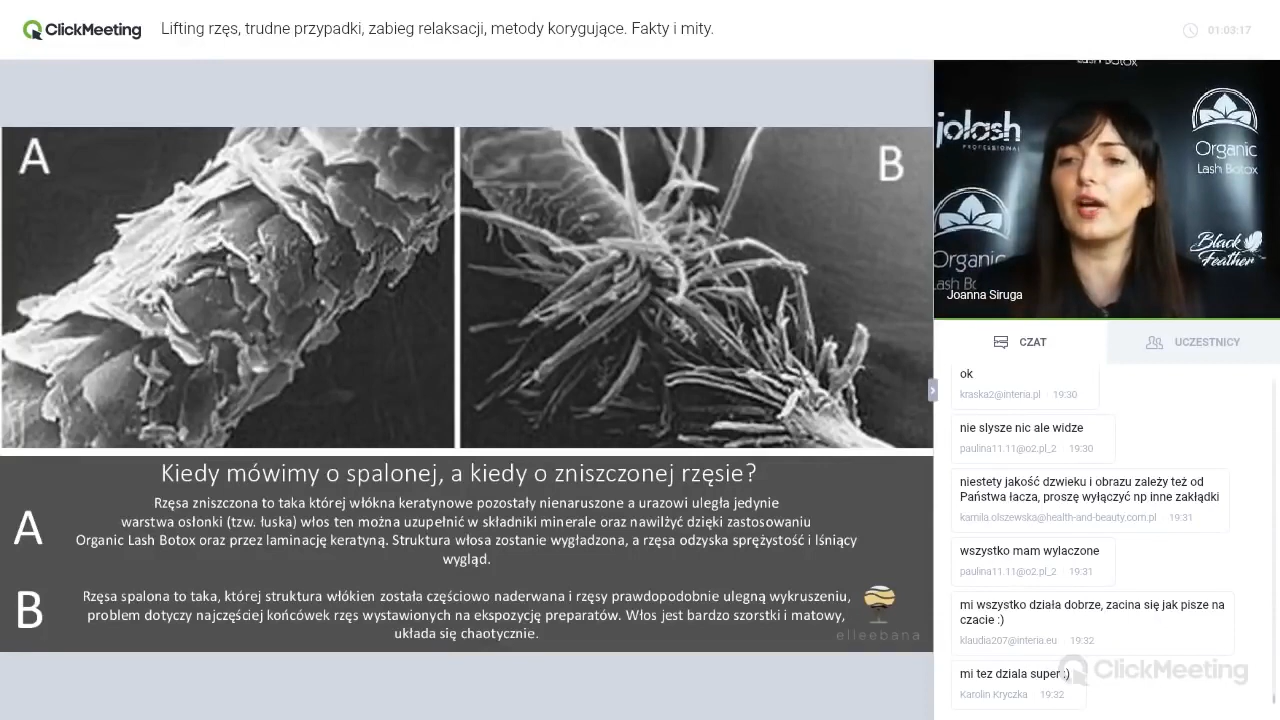 ClickMeeting
Lifting rzęs, trudne przypadki, zabieg relaksacji, metody korygujące. Fakty i mity.
01:03:17
A
B
Kiedy mówimy o spalonej, a kiedy o zniszczonej rzęsie?
A
Rzęsa zniszczona to taka której włókna keratynowe pozostały nienaruszone a urazowi uległa jedynie
warstwa osłonki (tzw. łuska) włos ten można uzupełnić w składniki minerale oraz nawilżyć dzięki zastosowaniu
Organic Lash Botox oraz przez laminację keratyną. Struktura włosa zostanie wygładzona, a rzęsa odzyska sprężystość i lśniący
wygląd.
B
Rzęsa spalona to taka, której struktura włókien została częściowo naderwana i rzęsy prawdopodobnie ulegną wykruszeniu,
problem dotyczy najczęściej końcówek rzęs wystawionych na ekspozycję preparatów. Włos jest bardzo szorstki i matowy,
układa się chaotycznie.
elleebana
Lash Botox
jolash
PROFESSIONAL
Organic
Lash Botox
Organic
Lash Bo
Black
Feather
Joanna Siruga
CZAT
UCZESTNICY
ok
kraska2@interia.pl 19:30
nie slysze nic ale widze
paulina11.11@o2.pl_2 19:30
niestety jakość dzwieku i obrazu zależy też od
Państwa łacza, proszę wyłączyć np inne zakłądki
kamila.olszewska@health-and-beauty.com.pl 19:31
wszystko mam wylaczone
paulina11.11@o2.pl_2 19:31
mi wszystko działa dobrze, zacina się jak pisze na
czacie :)
klaudia207@interia.eu 19:32
mi tez dziala super :)
Karolin Kryczka 19:32
ClickMeeting